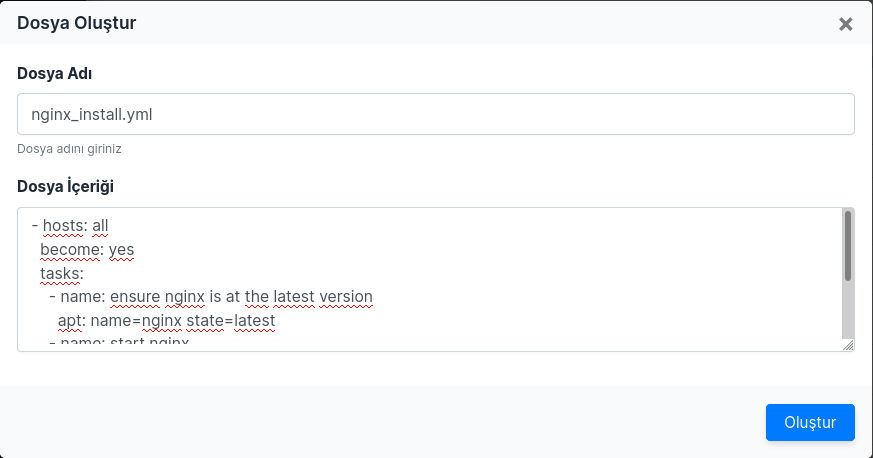 Dosya Oluştur
×
Dosya Adı
nginx_install.yml
Dosya adını giriniz
Dosya İçeriği
- hosts: all
become: yes
tasks:
- name: ensure nginx is at the latest version
apt: name=nginx state=latest
- name: start nginx
Oluştur